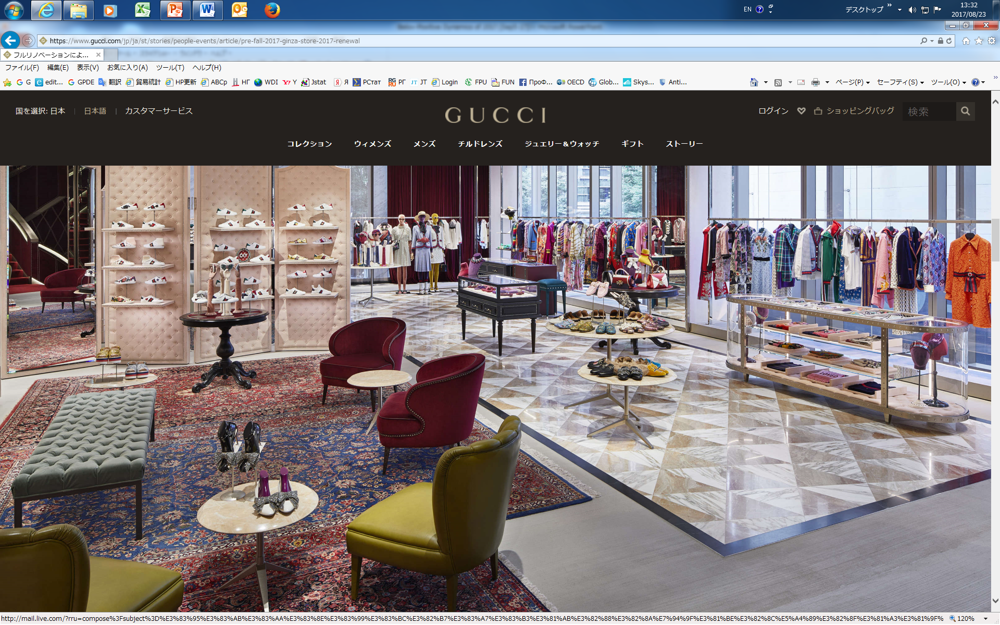 EN
デスクトップ
13:32
2017/08/23
https://www.gucci.com/jp/ja/st/stories/people-events/article/pre-fall-2017-ginza-store-2017-renewal
フルリノベーションによ...
ファイル(F) 編集(E) 表示(V) お気に入り(A) ツール(T) ヘルプ(H)
G edit... GPDE 翻訳 貿易統計 HP更新 ABCp НГ WDI Y Jstat Я РСтат РГ JT Login FPU FUN ПроФ... OECD Glob... Skys... Anti... ページ(P) セーフティ(S) ツール(O)
国を選択: 日本 | 日本語 | カスタマーサービス
GUCCI
ログイン ショッピングバッグ 検索
コレクション ウィメンズ メンズ チルドレンズ ジュエリー＆ウォッチ ギフト ストーリー
DIY
LOVED
http://mail.live.com/?rru=compose%3Fsubject%3D%E3%83%95%E3%83%AB%E3%83%AA%E3%83%8E%E3%83%99%E3%83%BC%E3%82%B7%E3%83%A7%E3%83%B3%E3%81%AB%E3%82%88%E3%82%8A%E7%94%9F%E3%81%BE%E3%82%8C%E5%A4%89%E3%82%8F%E3%81%A3%E3%81%9F% 120%